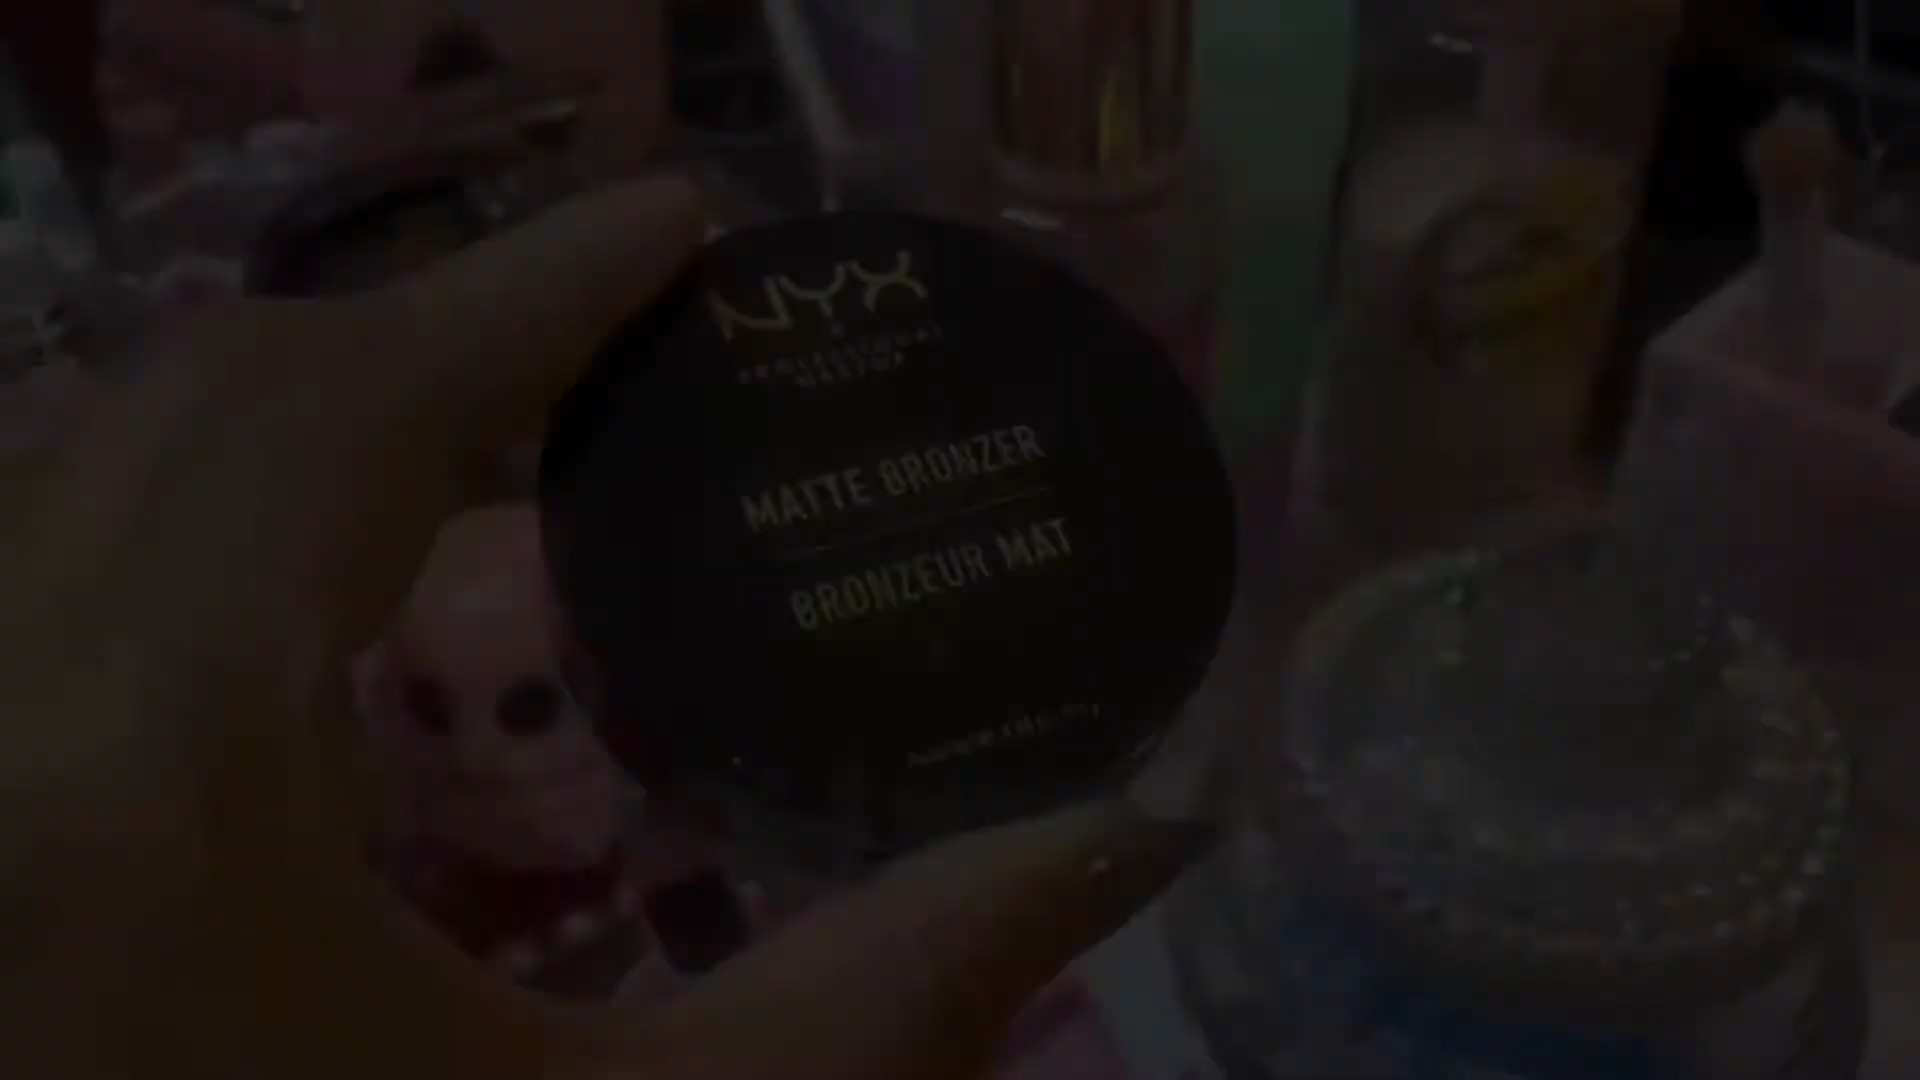 NYX
PROFESSIONAL
MAKEUP
MATTE BRONZER
BRONZEUR MAT